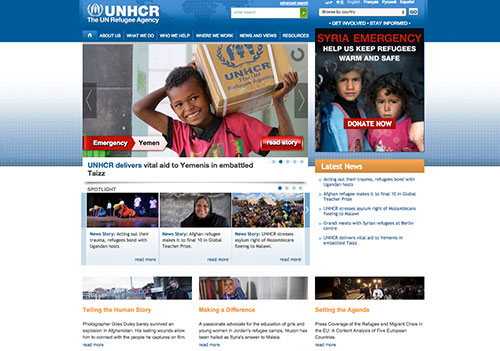 UNHCR
The UN Refugee Agency
advanced search
enter search
English Français Русский Español
Browse by country GO
• GET INVOLVED • STAY INFORMED •
ABOUT US WHAT WE DO WHO WE HELP WHERE WE WORK NEWS AND VIEWS RESOURCES
UNHCR
The UN
Refugee Agency
Emergency Yemen read story
UNHCR delivers vital aid to Yemenis in embattled
Taizz
SYRIA EMERGENCY
HELP US KEEP REFUGEES
WARM AND SAFE
DONATE NOW
Latest News
Acting out their trauma, refugees bond with
Ugandan hosts
Afghan refugee makes it to final 10 in Global
Teacher Prize
UNHCR stresses asylum right of Mozambicans
fleeing to Malawi
Grandi meets with Syrian refugees at Berlin
centre
UNHCR delivers vital aid to Yemenis in
embattled Taizz
SPOTLIGHT
News Story: Acting out
their trauma, refugees
bond with Ugandan
hosts
read more
News Story: Afghan refugee
makes it to final 10 in Global
Teacher Prize.
read more
News Story: UNHCR stresses
asylum right of Mozambicans
fleeing to Malawi.
read more
Telling the Human Story
Photographer Giles Duley barely survived an
explosion in Afghanistan. His lasting wounds allow
him to connect with the people he captures on film.
read more
Making a Difference
A passionate advocate for the education of girls and
young women in Jordan's refugee camps, Muzon has
been hailed as Syria's answer to Malala.
read more
Setting the Agenda
Press Coverage of the Refugee and Migrant Crisis in
the EU: A Content Analysis of Five European
Countries.
read more